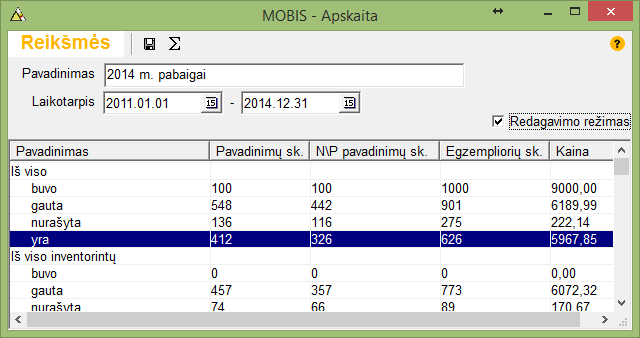 MOBIS - Apskaita
Reikšmės
Pavadinimas 2014 m. pabaigai
Laikotarpis 2011.01.01 15 - 2014.12.31 15
Redagavimo režimas
Pavadinimas Pavadinimų sk. N\P pavadinimų sk. Egzempliorių sk. Kaina
Iš viso
buvo 100 100 1000 9000,00
gauta 548 442 901 6189,99
nurašyta 136 116 275 222,14
yra 412 326 626 5967,85
Iš viso inventorintų
buvo 0 0 0 0,00
gauta 457 357 773 6072,32
nurašyta 74 66 89 170,67